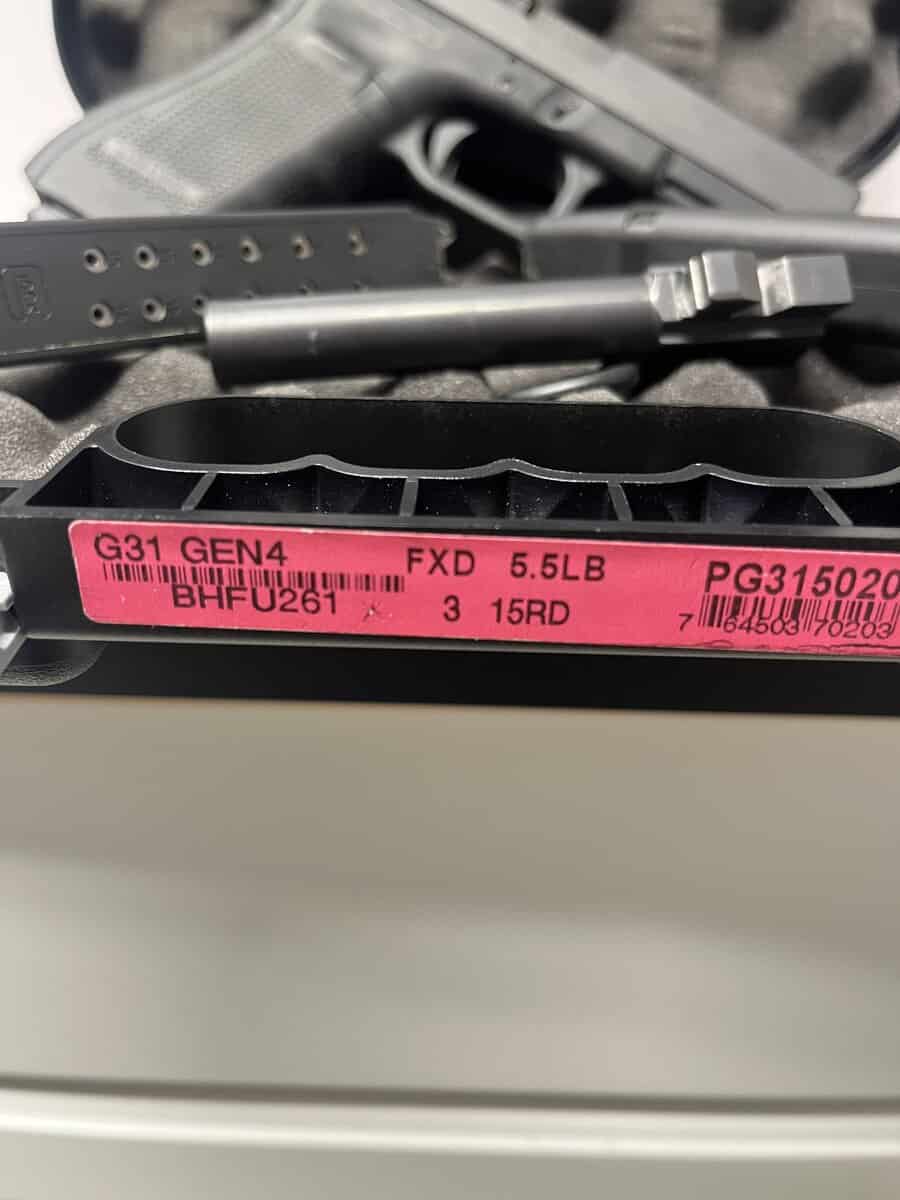 G31 GEN4 FXD 5.5LB PG315020
BHFU261 3 15RD 7 64503 70203